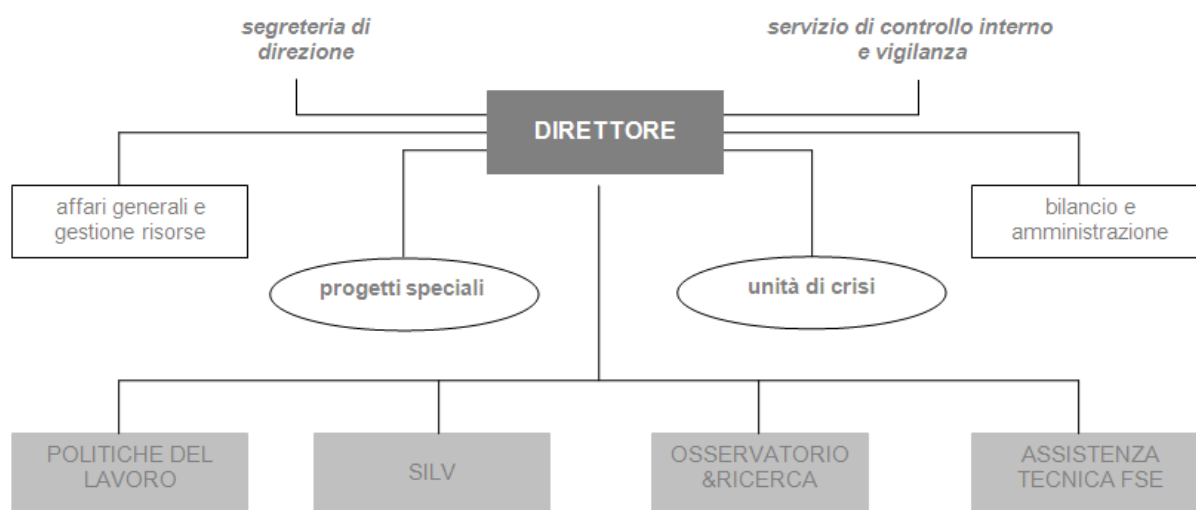 segreteria di
direzione
servizio di controllo interno
e vigilanza
DIRETTORE
affari generali e
gestione risorse
bilancio e
amministrazione
progetti speciali
unità di crisi
POLITICHE DEL
LAVORO
SILV
OSSERVATORIO
&RICERCA
ASSISTENZA
TECNICA FSE